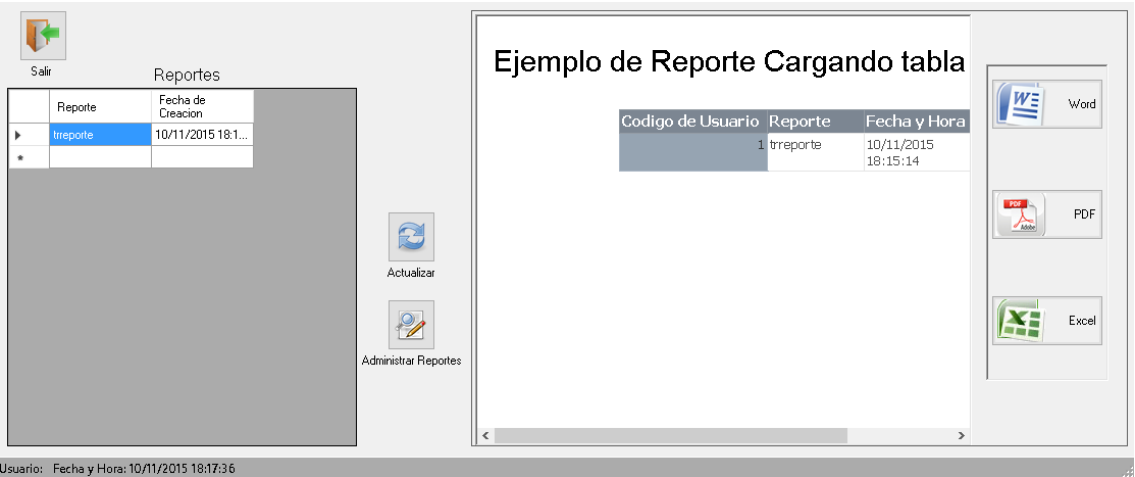 Salir
Reportes
Reporte
Fecha de
Creacion
trreporte
10/11/2015 18:1...
Actualizar
Administrar Reportes
Ejemplo de Reporte Cargando tabla
Codigo de Usuario Reporte Fecha y Hora
1 trreporte 10/11/2015
18:15:14
W
Word
PDF
Adobe
PDF
X
Excel
Usuario: Fecha y Hora: 10/11/2015 18:17:36